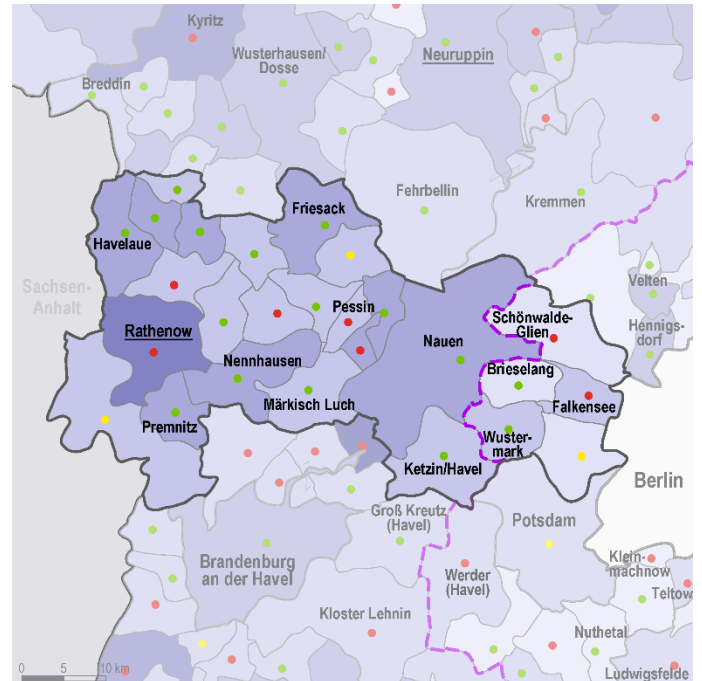 Kyritz
Wusterhausen/
Dosse
Neuruppin
Breddin
Fehrbellin
Kremmen
Friesack
Havelaue
Sachsen-
Anhalt
Velten
Hennigs-
dorf
Pessin
Schönwalde-
Glien
Rathenow
Nauen
Nennhausen
Brieselang
Märkisch Luch
Falkensee
Premnitz
Wuster-
mark
Ketzin/Havel
Berlin
Groß Kreutz
(Havel)
Potsdam
Brandenburg
an der Havel
Klein-
machnow
Teltow
Werder
(Havel)
Kloster Lehnin
Nuthetal
Ludwigsfelde
0 5 10 km